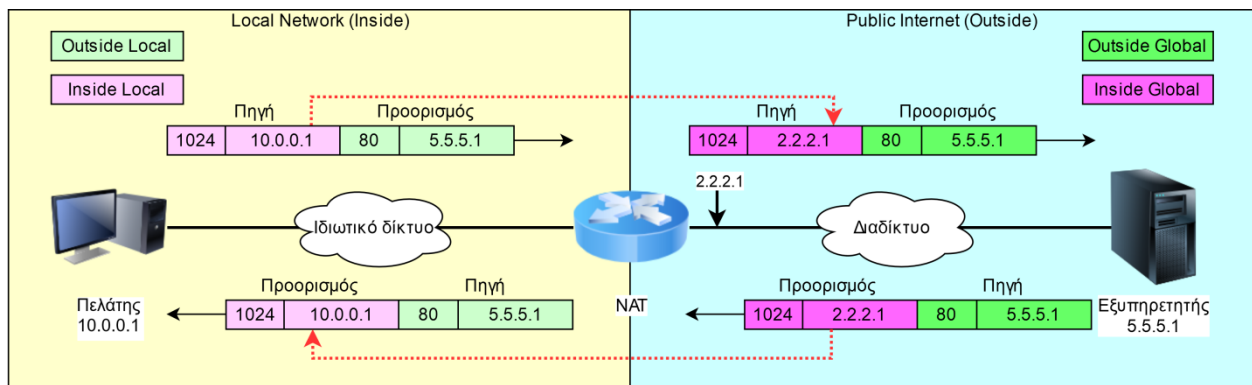 Local Network (Inside)
Public Internet (Outside)
Outside Local
Outside Global
Inside Local
Inside Global
Πηγή Προορισμός
Πηγή Προορισμός
1024 10.0.0.1 80 5.5.5.1
1024 2.2.2.1 80 5.5.5.1
2.2.2.1
Ιδιωτικό δίκτυο
Διαδίκτυο
Προορισμός Πηγή
Προορισμός Πηγή
Πελάτης
10.0.0.1
1024 10.0.0.1 80 5.5.5.1
NAT
1024 2.2.2.1 80 5.5.5.1
Εξυπηρετητής
5.5.5.1